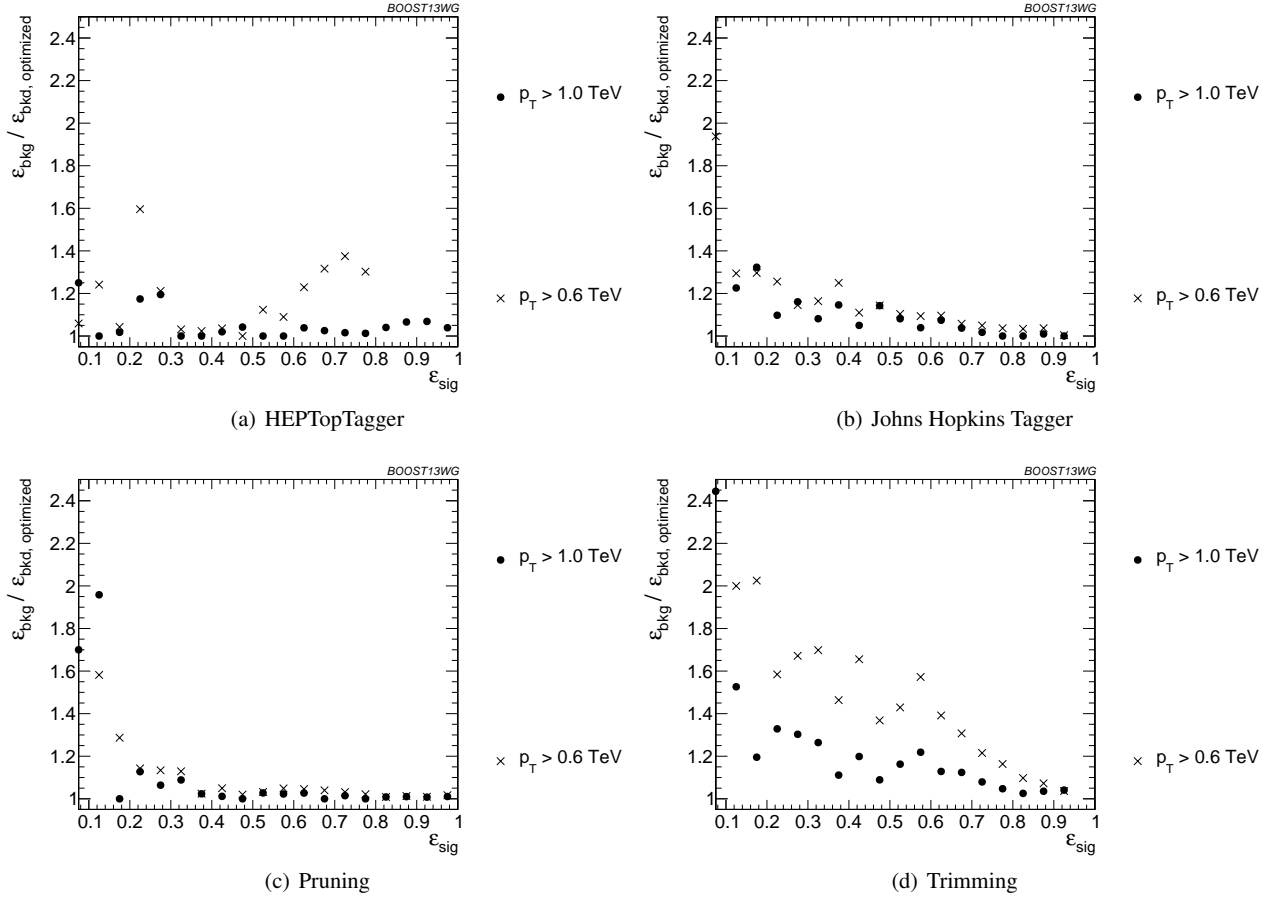 BOOST13WG
ε_bkg / ε_bkd, optimized
2.4
2.2
2
1.8
1.6
1.4
1.2
1
0.1 0.2 0.3 0.4 0.5 0.6 0.7 0.8 0.9 1
ε_sig
p_T > 1.0 TeV
p_T > 0.6 TeV
(a) HEPTopTagger
BOOST13WG
ε_bkg / ε_bkd, optimized
2.4
2.2
2
1.8
1.6
1.4
1.2
1
0.1 0.2 0.3 0.4 0.5 0.6 0.7 0.8 0.9 1
ε_sig
p_T > 1.0 TeV
p_T > 0.6 TeV
(b) Johns Hopkins Tagger
BOOST13WG
ε_bkg / ε_bkd, optimized
2.4
2.2
2
1.8
1.6
1.4
1.2
1
0.1 0.2 0.3 0.4 0.5 0.6 0.7 0.8 0.9 1
ε_sig
p_T > 1.0 TeV
p_T > 0.6 TeV
(c) Pruning
BOOST13WG
ε_bkg / ε_bkd, optimized
2.4
2.2
2
1.8
1.6
1.4
1.2
1
0.1 0.2 0.3 0.4 0.5 0.6 0.7 0.8 0.9 1
ε_sig
p_T > 1.0 TeV
p_T > 0.6 TeV
(d) Trimming